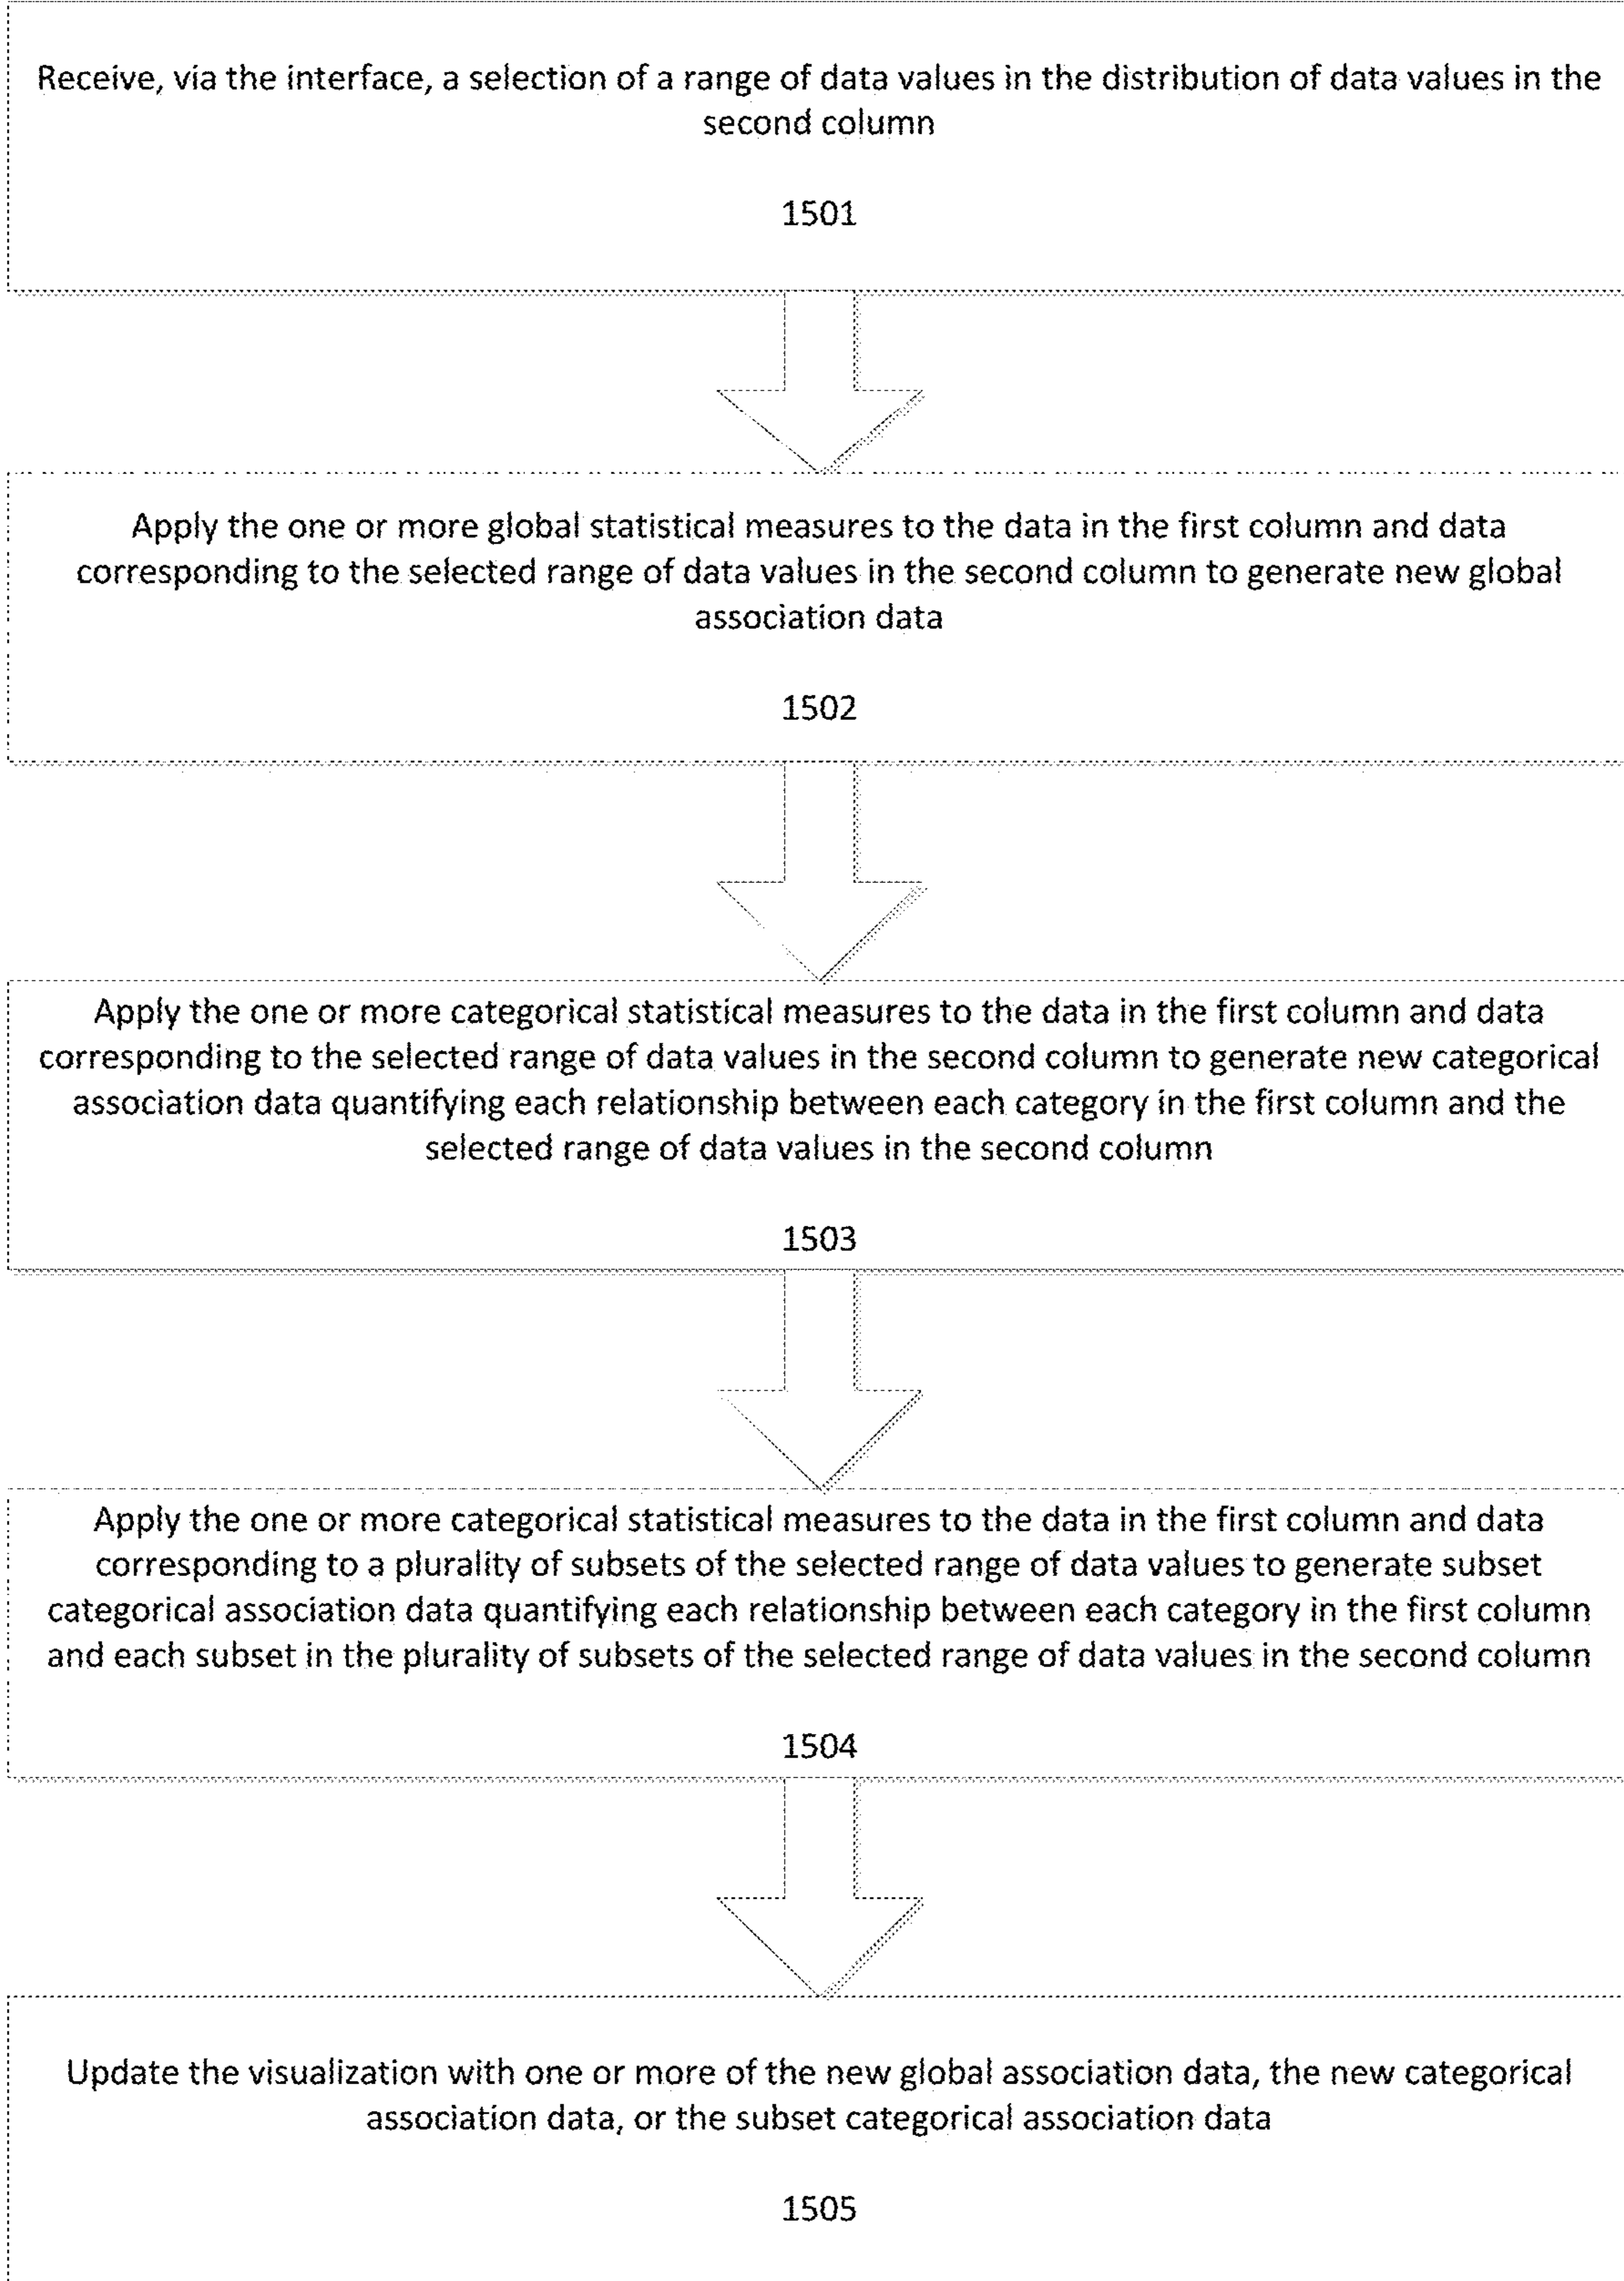 Receive, via the interface, a selection of a range of data values in the distribution of data values in the
second column
1501
Apply the one or more global statistical measures to the data in the first column and data
corresponding to the selected range of data values in the second column to generate new global
association data
1502
Apply the one or more categorical statistical measures to the data in the first column and data
corresponding to the selected range of data values in the second column to generate new categorical
association data quantifying each relationship between each category in the first column and the
selected range of data values in the second column
1503
Apply the one or more categorical statistical measures to the data in the first column and data
corresponding to a plurality of subsets of the selected range of data values to generate subset
categorical association data quantifying each relationship between each category in the first column
and each subset in the plurality of subsets of the selected range of data values in the second column
1504
Update the visualization with one or more of the new global association data, the new categorical
association data, or the subset categorical association data
1505